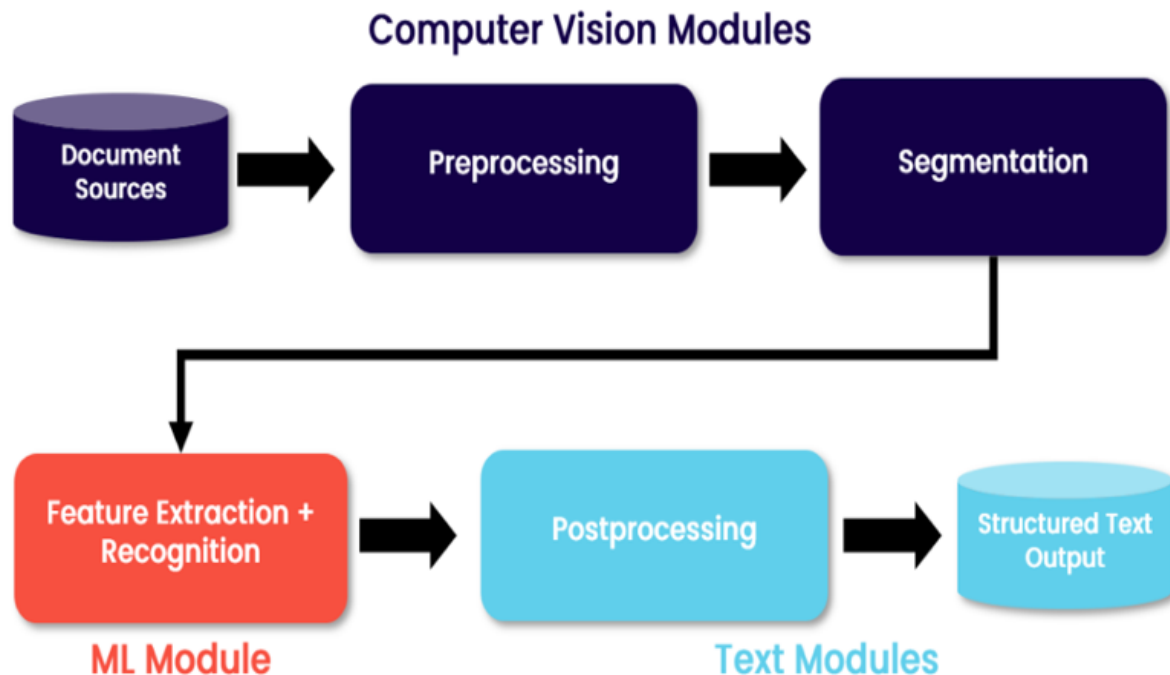 Computer Vision Modules
Document
Sources
Preprocessing
Segmentation
Feature Extraction +
Recognition
Postprocessing
Structured Text
Output
ML Module
Text Modules